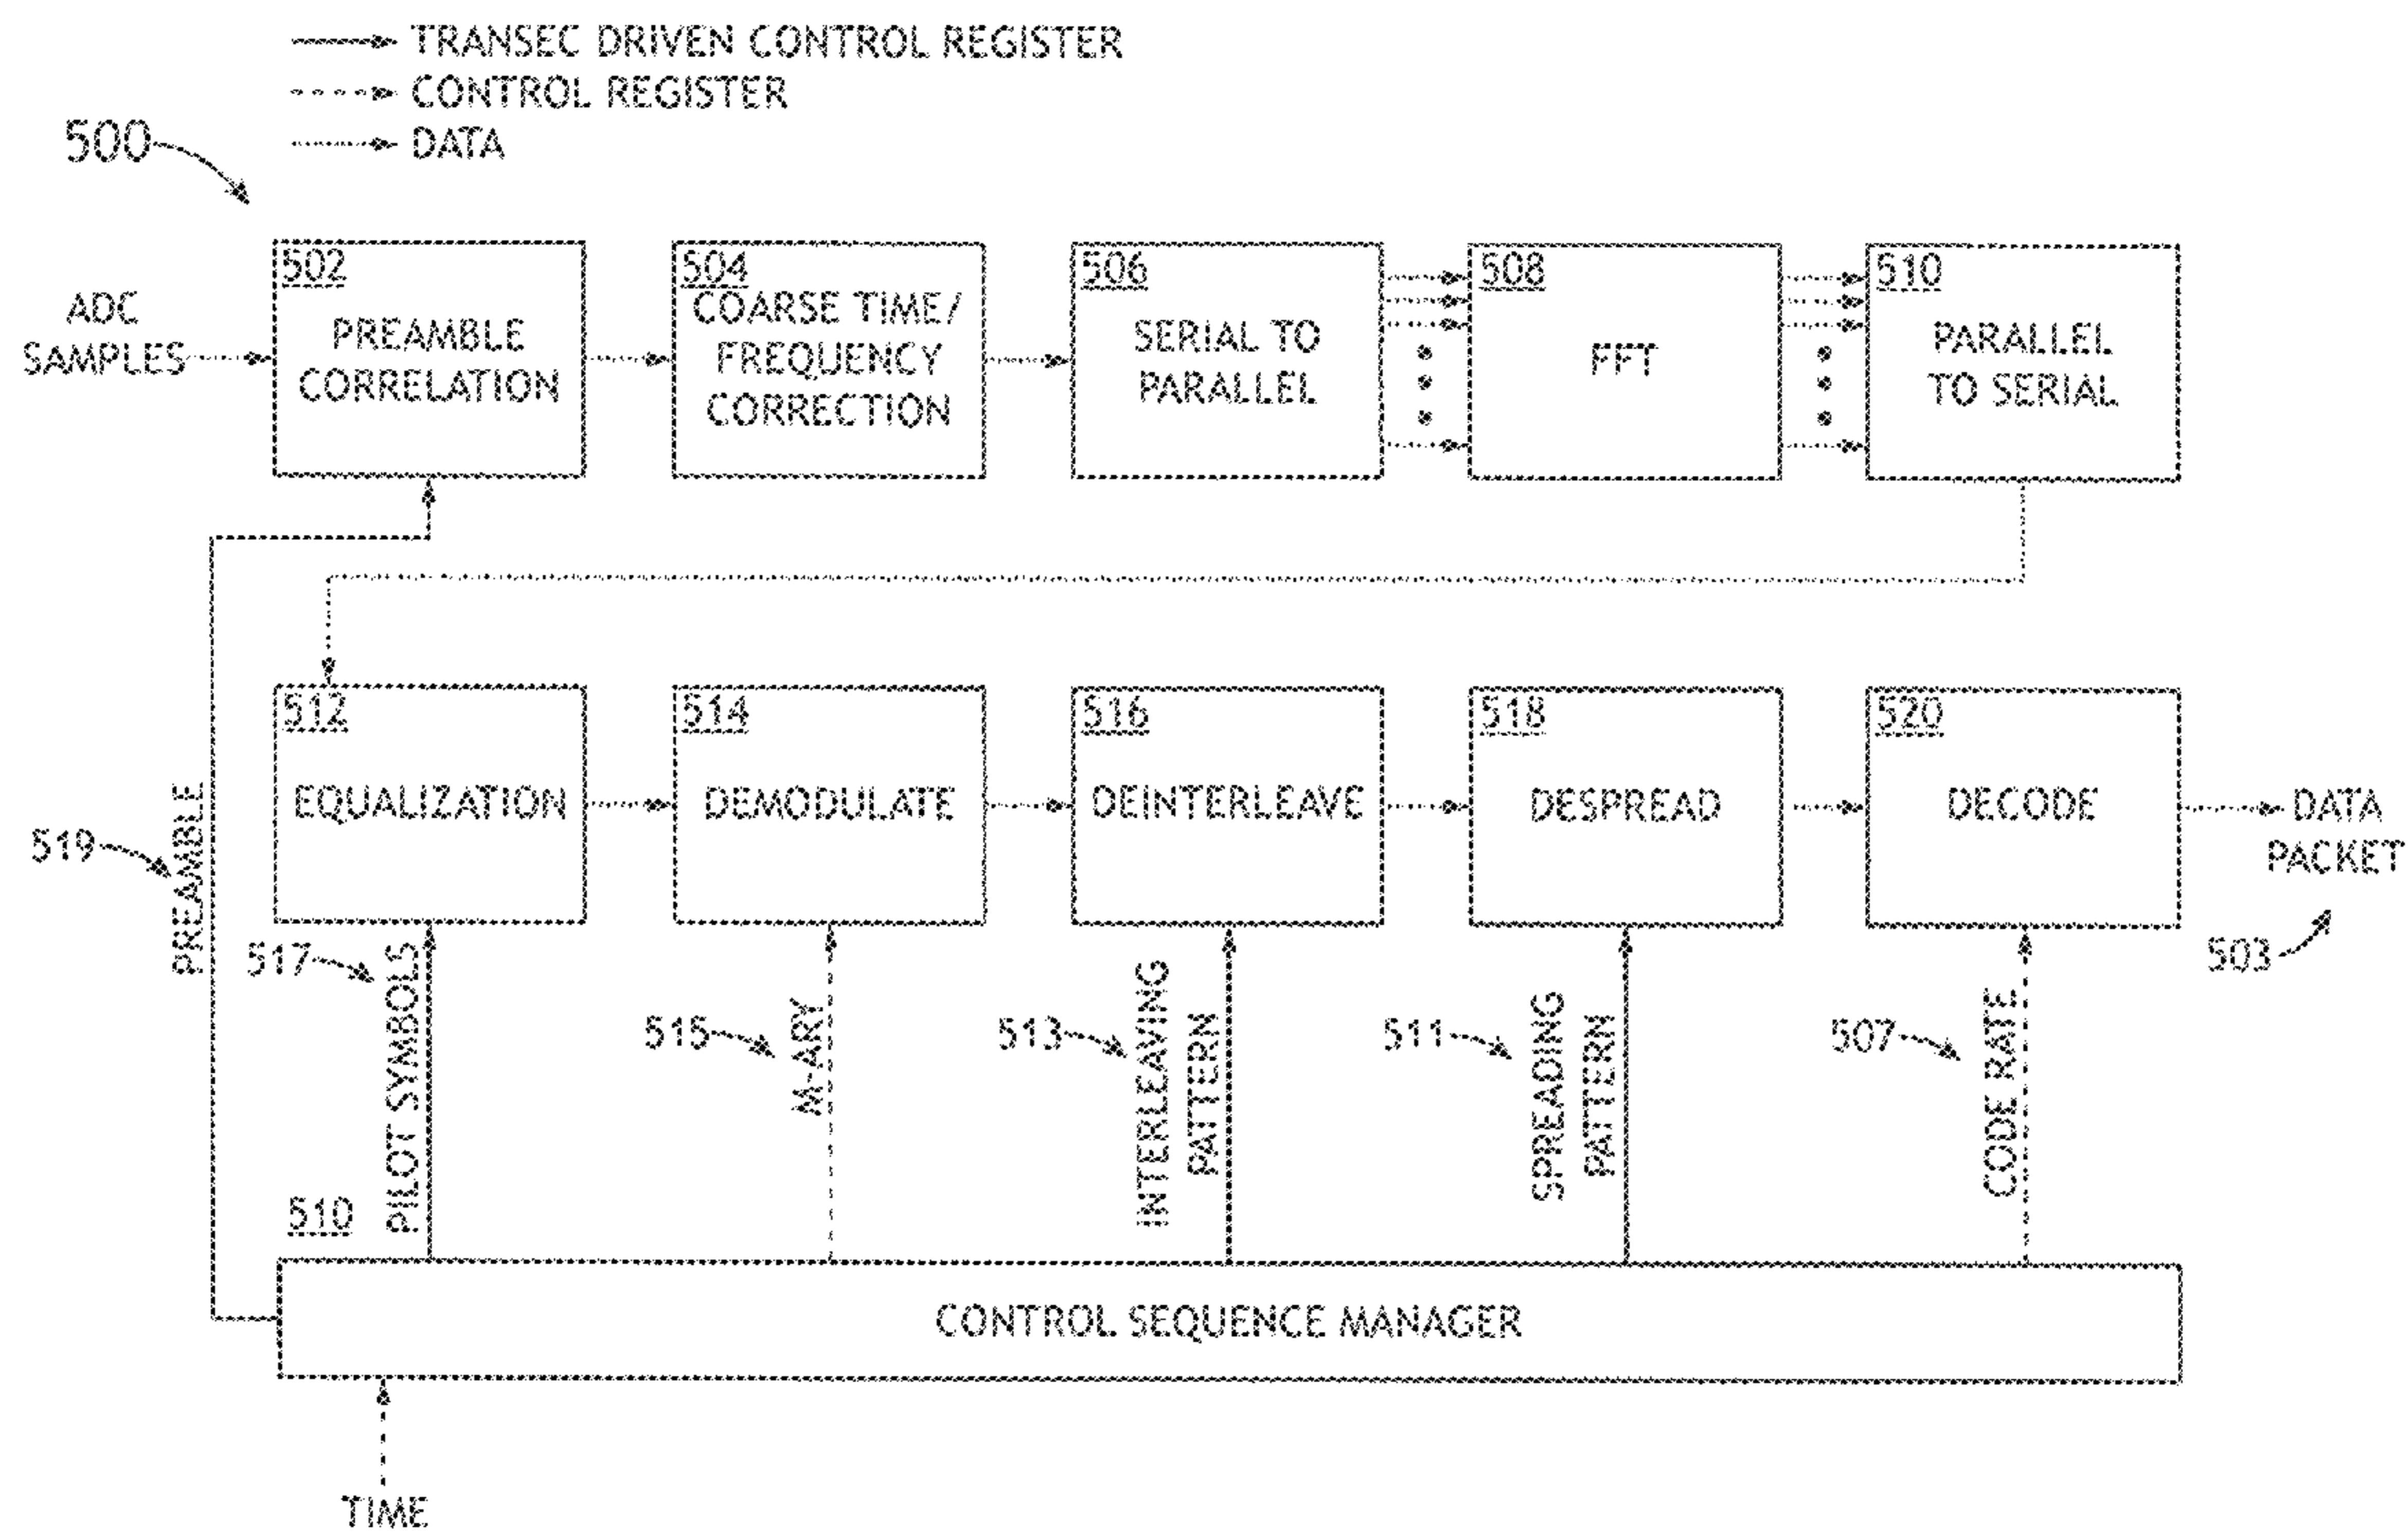 TRANSEC DRIVEN CONTROL REGISTER
CONTROL REGISTER
DATA
500
ADC
SAMPLES
502
PREAMBLE
CORRELATION
504
COARSE TIME/
FREQUENCY
CORRECTION
506
SERIAL TO
PARALLEL
508
FFT
510
PARALLEL
TO SERIAL
512
EQUALIZATION
514
DEMODULATE
516
DEINTERLEAVE
518
DESPREAD
520
DECODE
DATA
PACKET
503
519
PREAMBLE
517
PILOT SYMBOLS
515
M-ARY
513
INTERLEAVING
PATTERN
511
SPREADING
PATTERN
507
CODE RATE
510
CONTROL SEQUENCE MANAGER
TIME